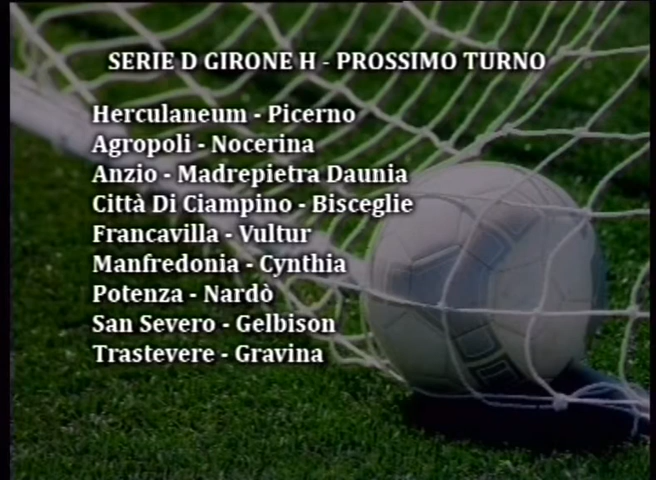 SERIE D GIRONE H - PROSSIMO TURNO
Herculaneum - Picerno
Agropoli - Nocerina
Anzio - Madrepietra Daunia
Città Di Ciampino - Bisceglie
Francavilla - Vultur
Manfredonia - Cynthia
Potenza - Nardò
San Severo - Gelbison
Trastevere - Gravina